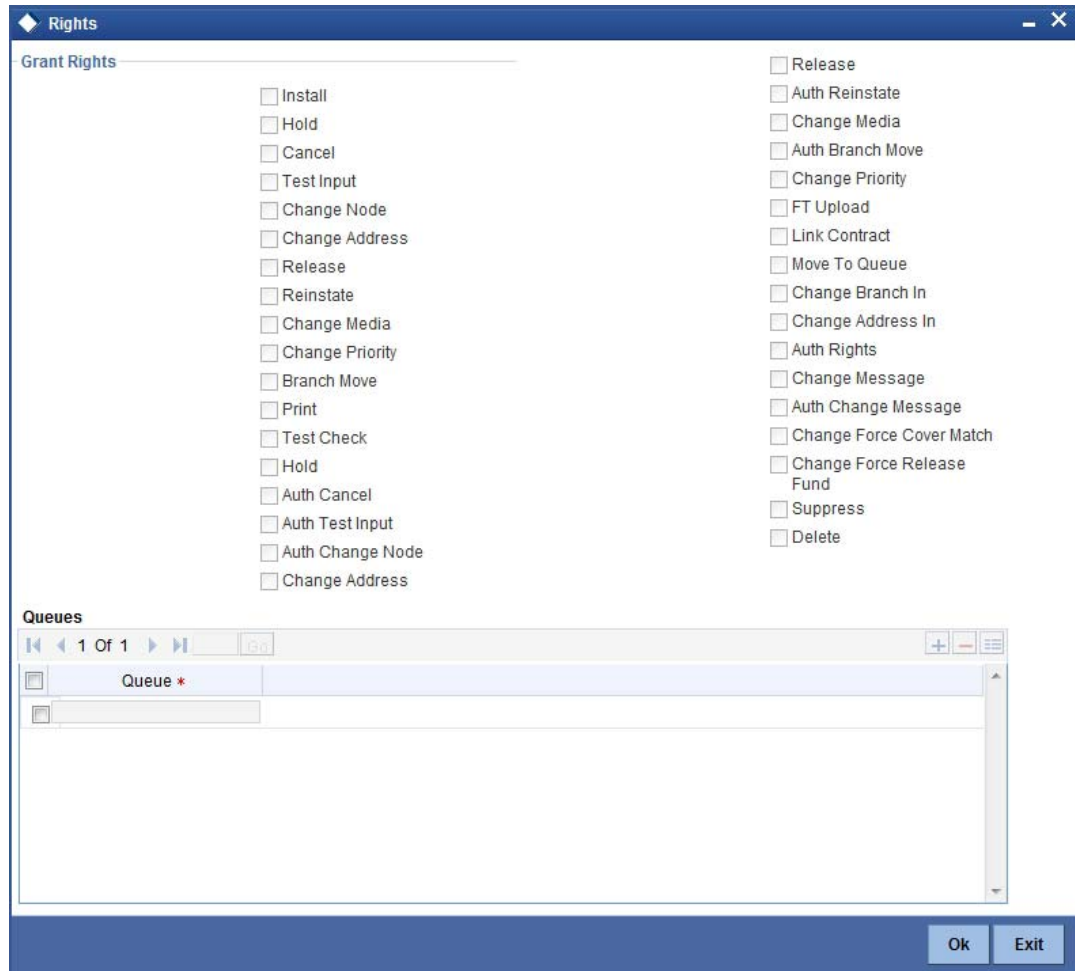 Rights
Grant Rights
Install
Hold
Cancel
Test Input
Change Node
Change Address
Release
Reinstate
Change Media
Change Priority
Branch Move
Print
Test Check
Hold
Auth Cancel
Auth Test Input
Auth Change Node
Change Address
Release
Auth Reinstate
Change Media
Auth Branch Move
Change Priority
FT Upload
Link Contract
Move To Queue
Change Branch In
Change Address In
Auth Rights
Change Message
Auth Change Message
Change Force Cover Match
Change Force Release
Fund
Suppress
Delete
Queues
1 Of 1 Go
Queue *
Ok Exit